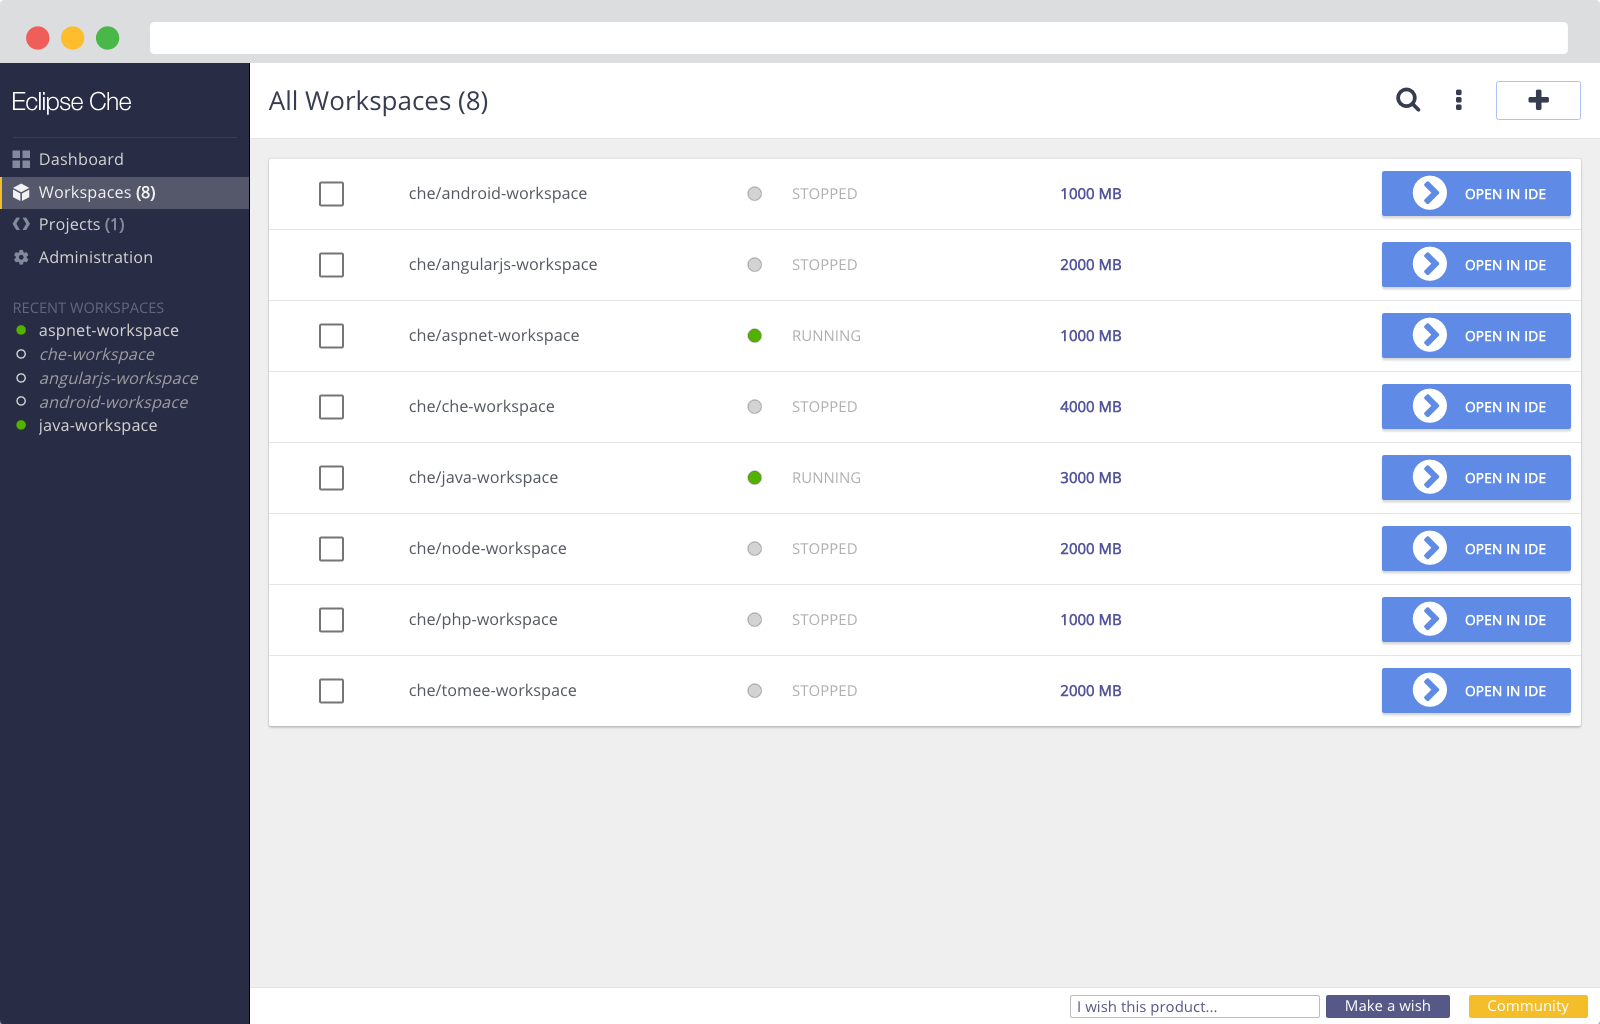 Eclipse Che
Dashboard
Workspaces (8)
Projects (1)
Administration
RECENT WORKSPACES
aspnet-workspace
che-workspace
angularjs-workspace
android-workspace
java-workspace
All Workspaces (8)
che/android-workspace STOPPED 1000 MB OPEN IN IDE
che/angularjs-workspace STOPPED 2000 MB OPEN IN IDE
che/aspnet-workspace RUNNING 1000 MB OPEN IN IDE
che/che-workspace STOPPED 4000 MB OPEN IN IDE
che/java-workspace RUNNING 3000 MB OPEN IN IDE
che/node-workspace STOPPED 2000 MB OPEN IN IDE
che/php-workspace STOPPED 1000 MB OPEN IN IDE
che/tomee-workspace STOPPED 2000 MB OPEN IN IDE
I wish this product... Make a wish Community